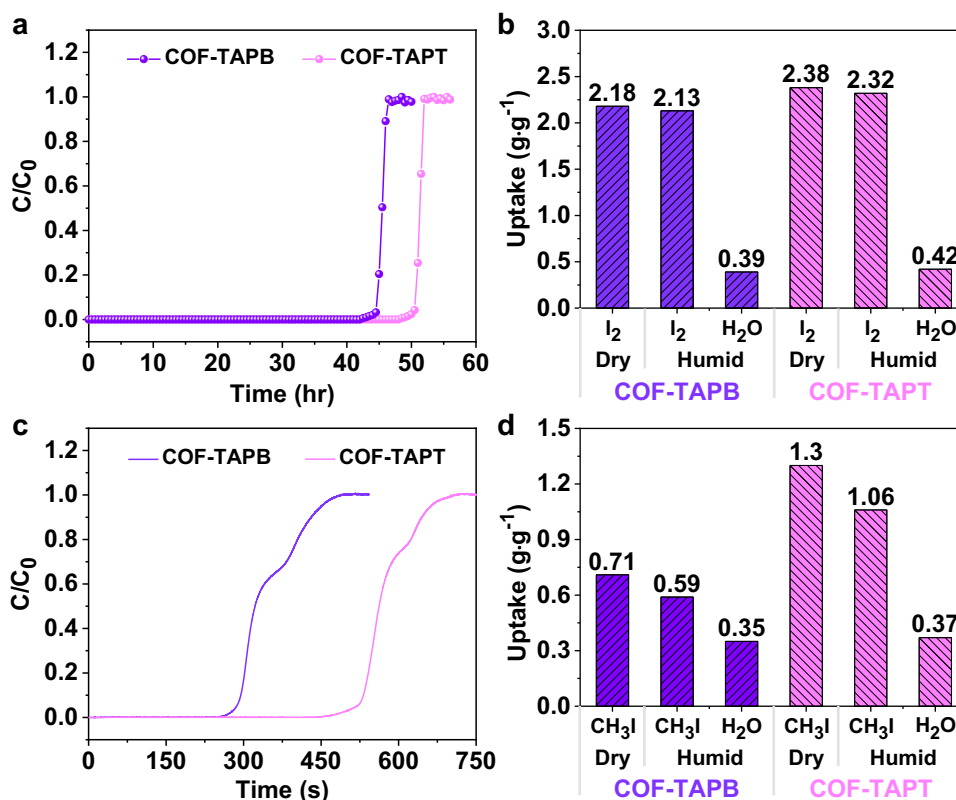 a
COF-TAPB COF-TAPT
1.2
1.0
0.8
0.6
0.4
0.2
0.0
C/C₀
0 10 20 30 40 50 60
Time (hr)
b
3.0
2.5
2.0
1.5
1.0
0.5
0.0
Uptake (g·g⁻¹)
2.18 2.13 0.39 2.38 2.32 0.42
I₂ I₂ H₂O I₂ I₂ H₂O
Dry Humid Dry Humid
COF-TAPB COF-TAPT
c
COF-TAPB COF-TAPT
1.2
1.0
0.8
0.6
0.4
0.2
0.0
C/C₀
0 150 300 450 600 750
Time (s)
d
1.5
1.2
0.9
0.6
0.3
0.0
Uptake (g·g⁻¹)
0.71 0.59 0.35 1.3 1.06 0.37
CH₃I CH₃I H₂O CH₃I CH₃I H₂O
Dry Humid Dry Humid
COF-TAPB COF-TAPT